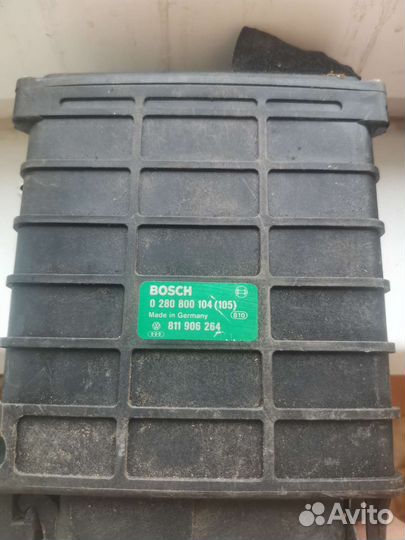 BOSCH
0 280 800 104 (105)
Made in Germany B10
811 906 264
Avito